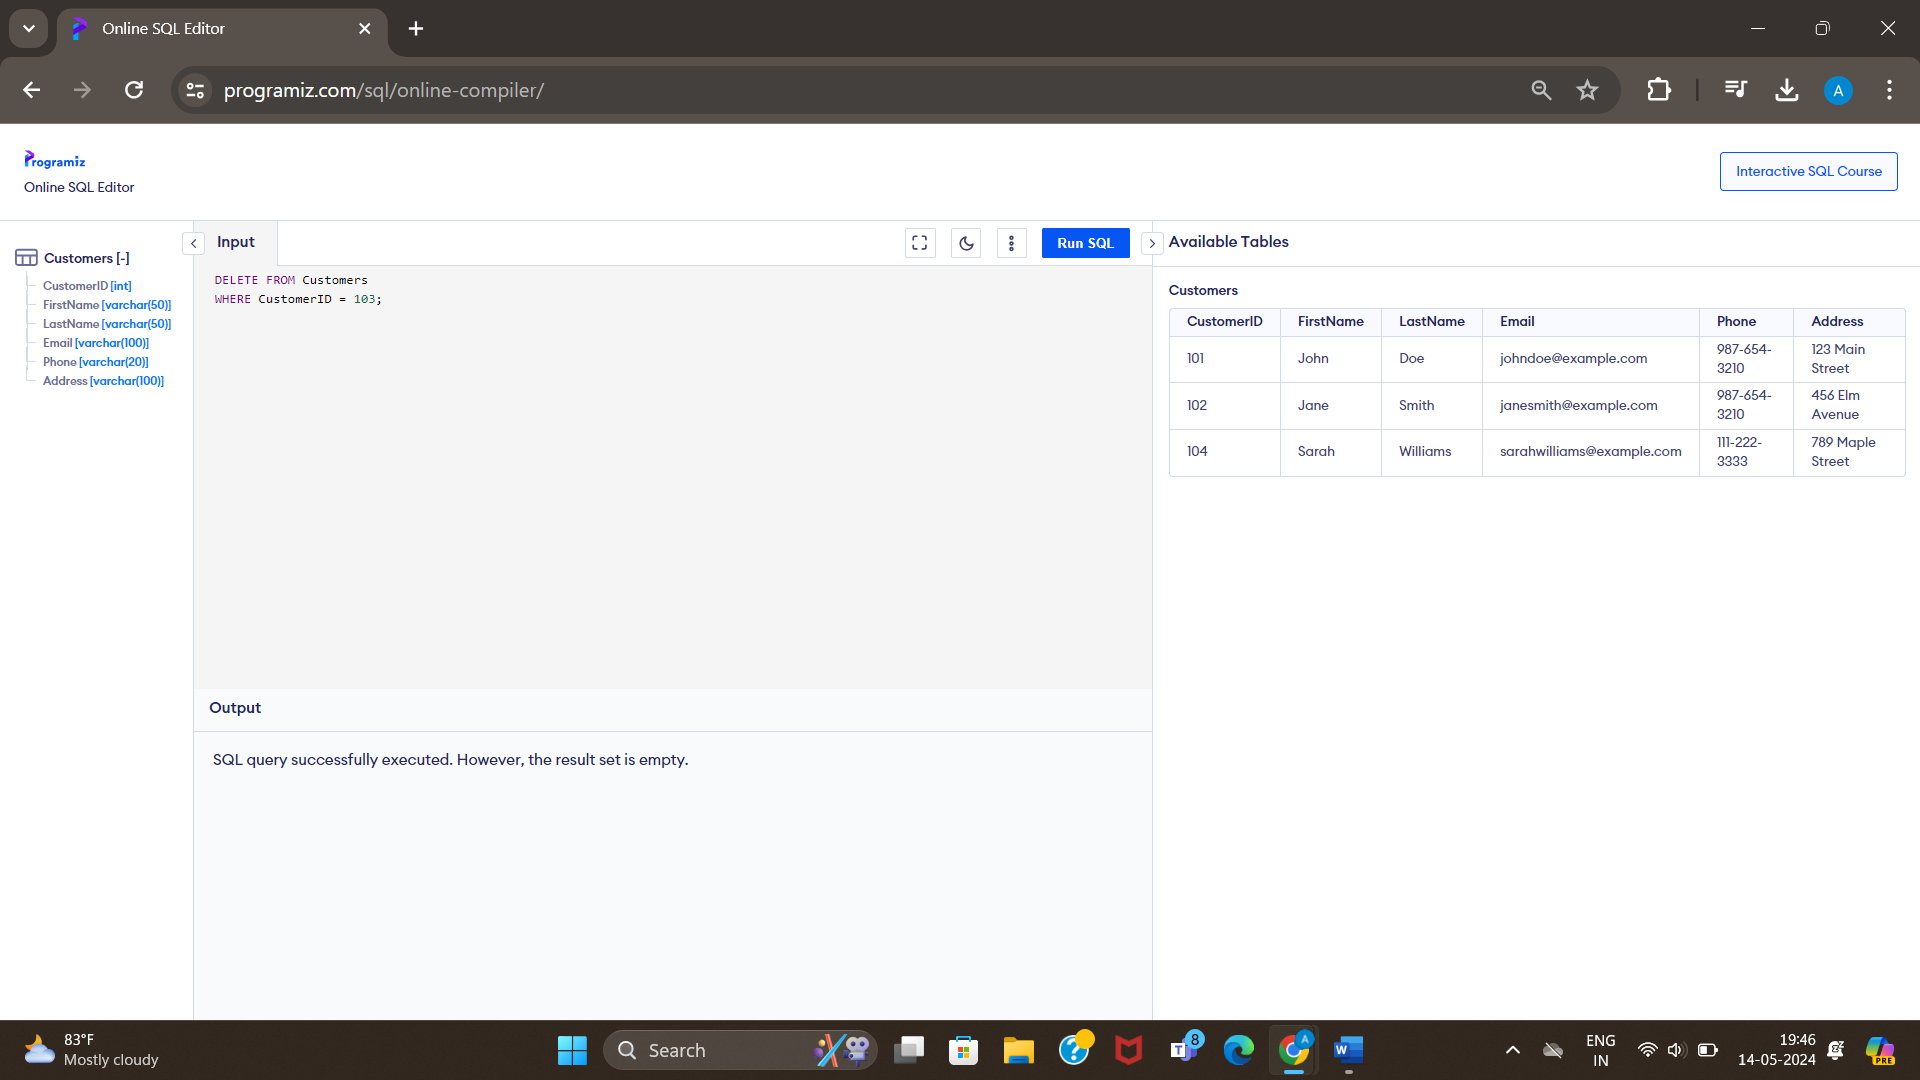 Online SQL Editor
programiz.com/sql/online-compiler/
A
Programiz
Online SQL Editor
Interactive SQL Course
Customers [-]
CustomerID [int]
FirstName [varchar(50)]
LastName [varchar(50)]
Email [varchar(100)]
Phone [varchar(20)]
Address [varchar(100)]
Input
Run SQL
DELETE FROM Customers
WHERE CustomerID = 103;
Output
SQL query successfully executed. However, the result set is empty.
Available Tables
Customers
CustomerID FirstName LastName Email Phone Address
101 John Doe johndoe@example.com 987-654-
3210 123 Main
Street
102 Jane Smith janesmith@example.com 987-654-
3210 456 Elm
Avenue
104 Sarah Williams sarahwilliams@example.com 111-222-
3333 789 Maple
Street
83°F
Mostly cloudy
Search
8
A
W
ENG
IN
19:46
14-05-2024
PRE